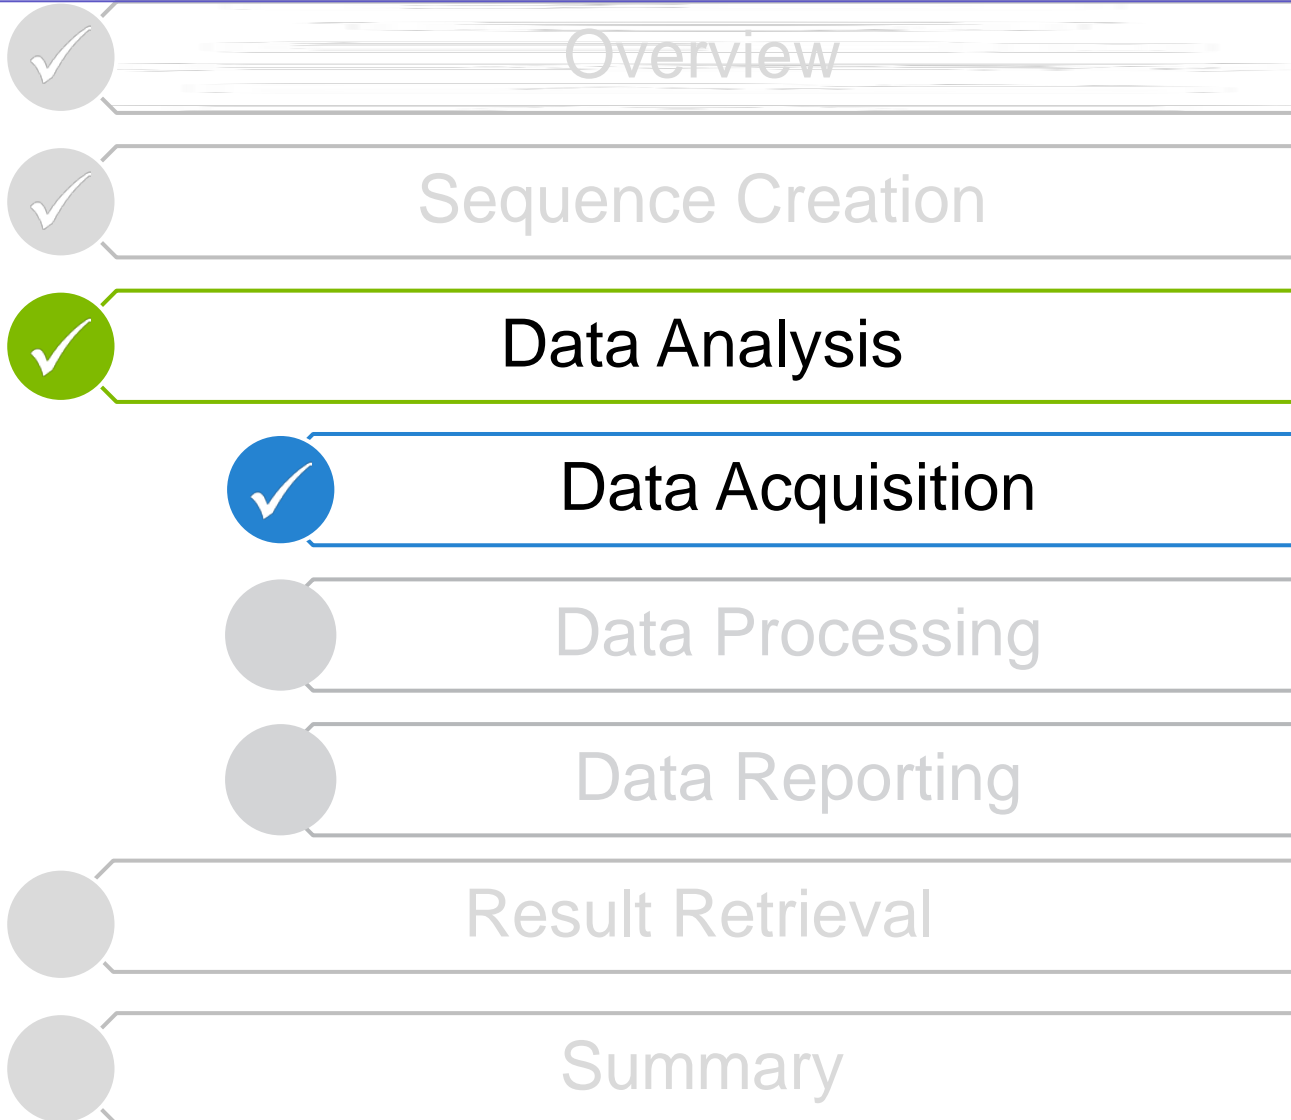 Overview
Sequence Creation
Data Analysis
Data Acquisition
Data Processing
Data Reporting
Result Retrieval
Summary